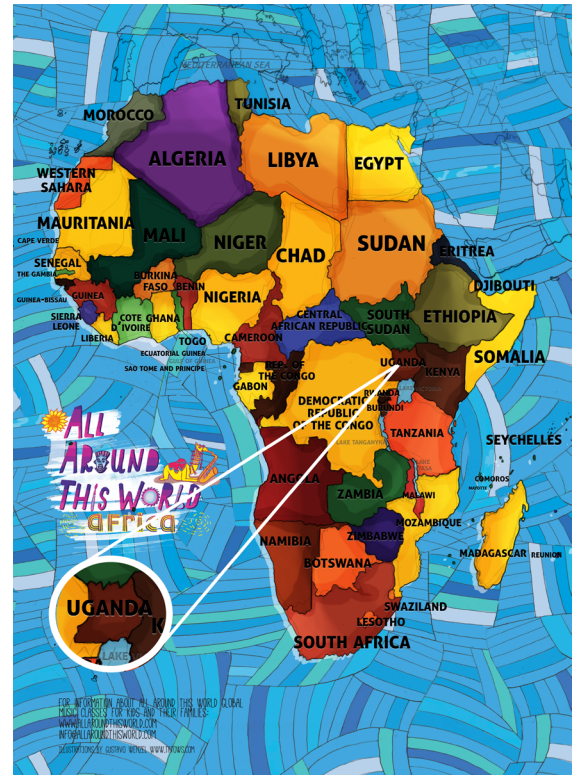 MEDITERRANEAN SEA
MOROCCO
TUNISIA
ALGERIA
LIBYA
EGYPT
WESTERN
SAHARA
MAURITANIA
MALI
NIGER
CHAD
SUDAN
ERITREA
CAPE VERDE
SENEGAL
THE GAMBIA
GUINEA-BISSAU
GUINEA
BURKINA
FASO
BENIN
NIGERIA
DJIBOUTI
SIERRA
LEONE
COTE
D'IVOIRE
GHANA
LIBERIA
TOGO
CENTRAL
AFRICAN REPUBLIC
SOUTH
SUDAN
ETHIOPIA
CAMEROON
EQUATORIAL GUINEA
GULF OF GUINEA
SAO TOME AND PRINCIPE
SOMALIA
UGANDA
KENYA
GABON
REP. OF
THE CONGO
DEMOCRATIC
REPUBLIC
OF THE CONGO
RWANDA
BURUNDI
TANZANIA
LAKE TANGANYIKA
SEYCHELLES
ALL
AROUND
THIS WORLD
africa
ANGOLA
ZAMBIA
MALAWI
COMOROS
MAYOTTE
MOZAMBIQUE
ZIMBABWE
NAMIBIA
BOTSWANA
MADAGASCAR
REUNION
SWAZILAND
LESOTHO
SOUTH AFRICA
UGANDA
K
LAKE
FOR INFORMATION ABOUT ALL AROUND THIS WORLD GLOBAL
MUSIC CLASSES FOR KIDS AND THEIR FAMILIES:
WWW.ALLAROUNDTHISWORLD.COM
INFO@ALLAROUNDTHISWORLD.COM
ILLUSTRATIONS BY GUSTAVO WENZEL